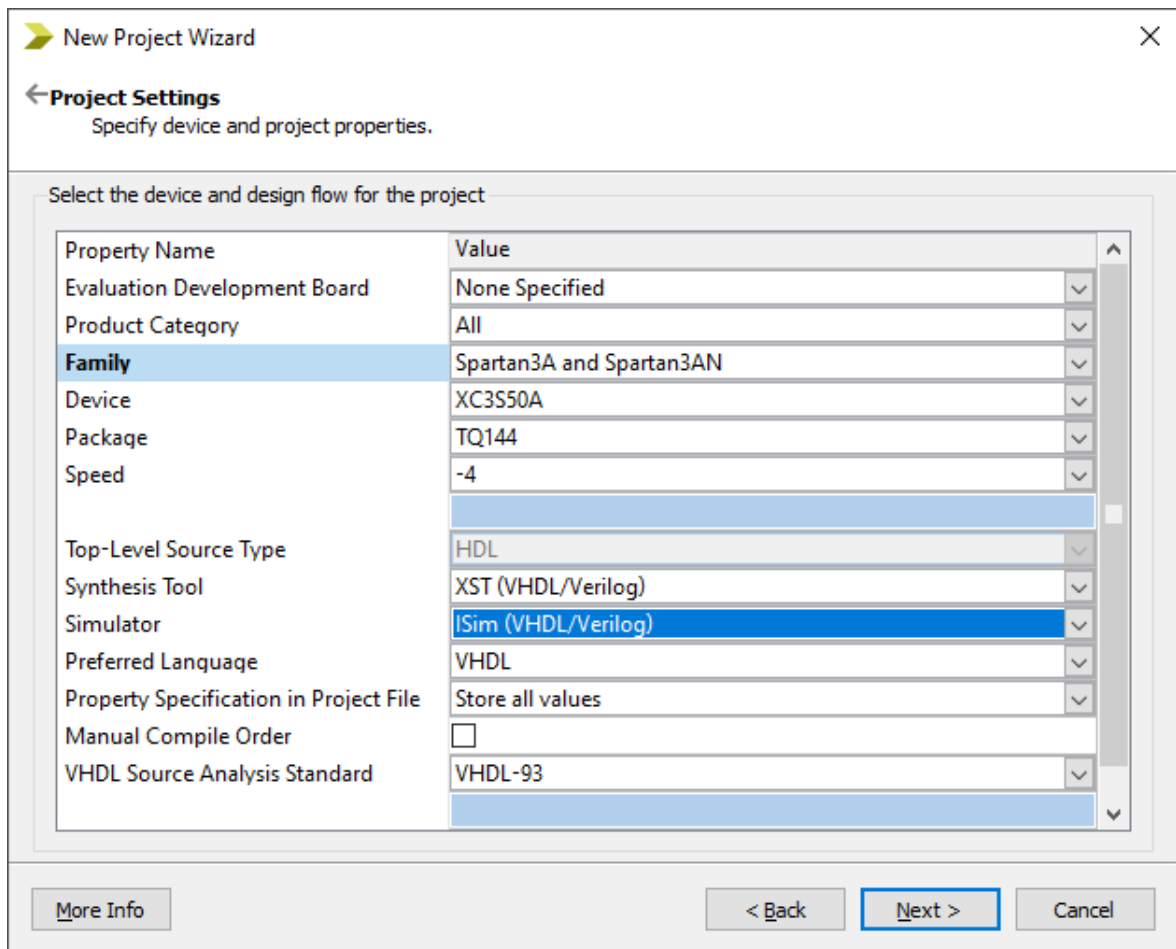 New Project Wizard
Project Settings
Specify device and project properties.
Select the device and design flow for the project
Property Name Value
Evaluation Development Board None Specified
Product Category All
Family Spartan3A and Spartan3AN
Device XC3S50A
Package TQ144
Speed -4
Top-Level Source Type HDL
Synthesis Tool XST (VHDL/Verilog)
Simulator ISim (VHDL/Verilog)
Preferred Language VHDL
Property Specification in Project File Store all values
Manual Compile Order
VHDL Source Analysis Standard VHDL-93
More Info < Back Next > Cancel